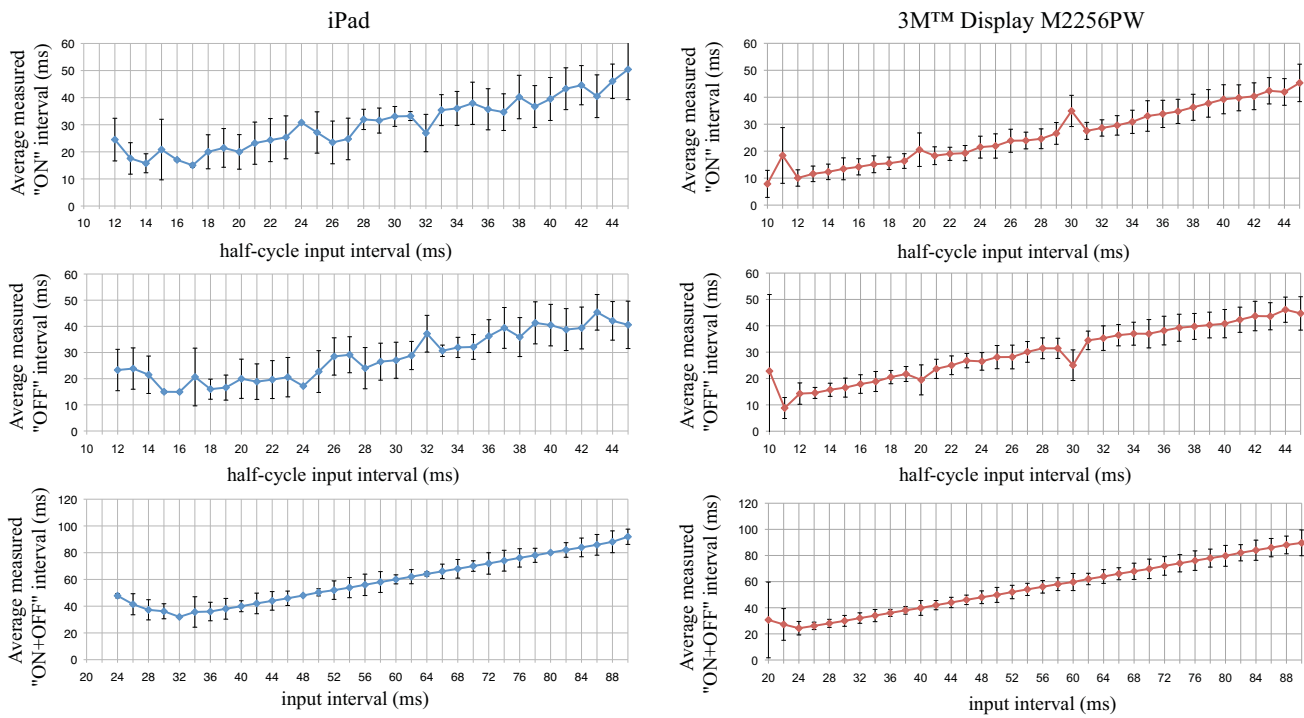 iPad
Average measured
"ON" interval (ms)
60
50
40
30
20
10
0
10 12 14 16 18 20 22 24 26 28 30 32 34 36 38 40 42 44
half-cycle input interval (ms)
3M™ Display M2256PW
Average measured
"ON" interval (ms)
60
50
40
30
20
10
0
10 12 14 16 18 20 22 24 26 28 30 32 34 36 38 40 42 44
half-cycle input interval (ms)
Average measured
"OFF" interval (ms)
60
50
40
30
20
10
0
10 12 14 16 18 20 22 24 26 28 30 32 34 36 38 40 42 44
half-cycle input interval (ms)
Average measured
"OFF" interval (ms)
60
50
40
30
20
10
0
10 12 14 16 18 20 22 24 26 28 30 32 34 36 38 40 42 44
half-cycle input interval (ms)
Average measured
"ON+OFF" interval (ms)
120
100
80
60
40
20
0
20 24 28 32 36 40 44 48 52 56 60 64 68 72 76 80 84 88
input interval (ms)
Average measured
"ON+OFF" interval (ms)
120
100
80
60
40
20
0
20 24 28 32 36 40 44 48 52 56 60 64 68 72 76 80 84 88
input interval (ms)